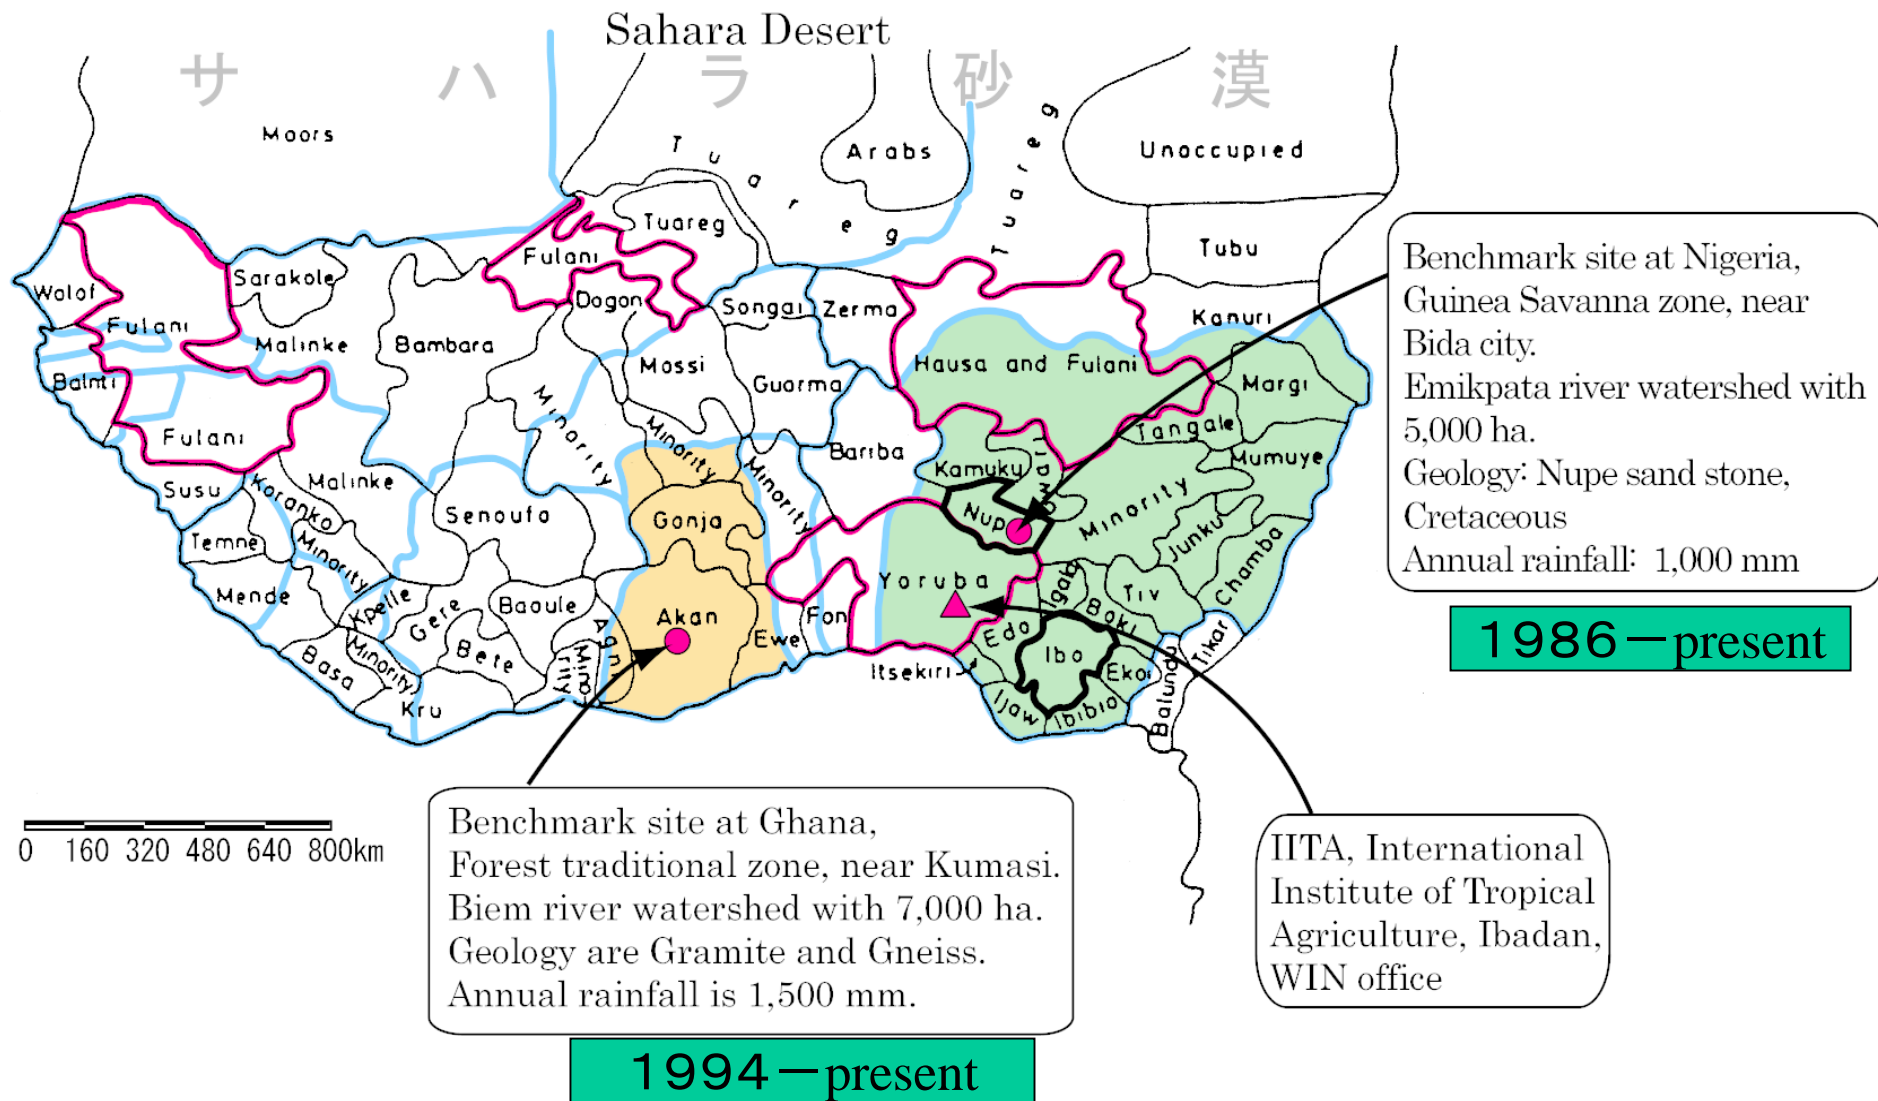 Sahara Desert
サ ハ ラ 砂 漠
Moors
Tuareg
Arabs
Tuareg
Unoccupied
Tuareg
Tubu
Fulani
Sarakole
Wolof
Dogon
Songai
Zerma
Kanuri
Fulani
Malinke
Bambara
Mossi
Hausa and Fulani
Guarma
Margi
Balmti
Minority
Fulani
Minority
Tangale
Bariba
Minority
Kamuku
Mumuye
Susu
Koranko
Malinke
Senoufo
Gonja
Nup
Minority
Junku
Chamba
Temne
Minority
Mende
Kpelle
Gere
Baoule
Akan
Yoruba
Igala
Tiv
Boki
Fon
Ewe
Agni
Edo
Ibo
Basa
Minority
Bete
Mino-
rity
Itsekiri
Ekoi
Balundu
Tikar
Kru
Ijaw
Ibibio
Benchmark site at Nigeria,
Guinea Savanna zone, near
Bida city.
Emikpata river watershed with
5,000 ha.
Geology: Nupe sand stone,
Cretaceous
Annual rainfall: 1,000 mm
1986－present
0 160 320 480 640 800km
Benchmark site at Ghana,
Forest traditional zone, near Kumasi.
Biem river watershed with 7,000 ha.
Geology are Gramite and Gneiss.
Annual rainfall is 1,500 mm.
1994－present
IITA, International
Institute of Tropical
Agriculture, Ibadan,
WIN office